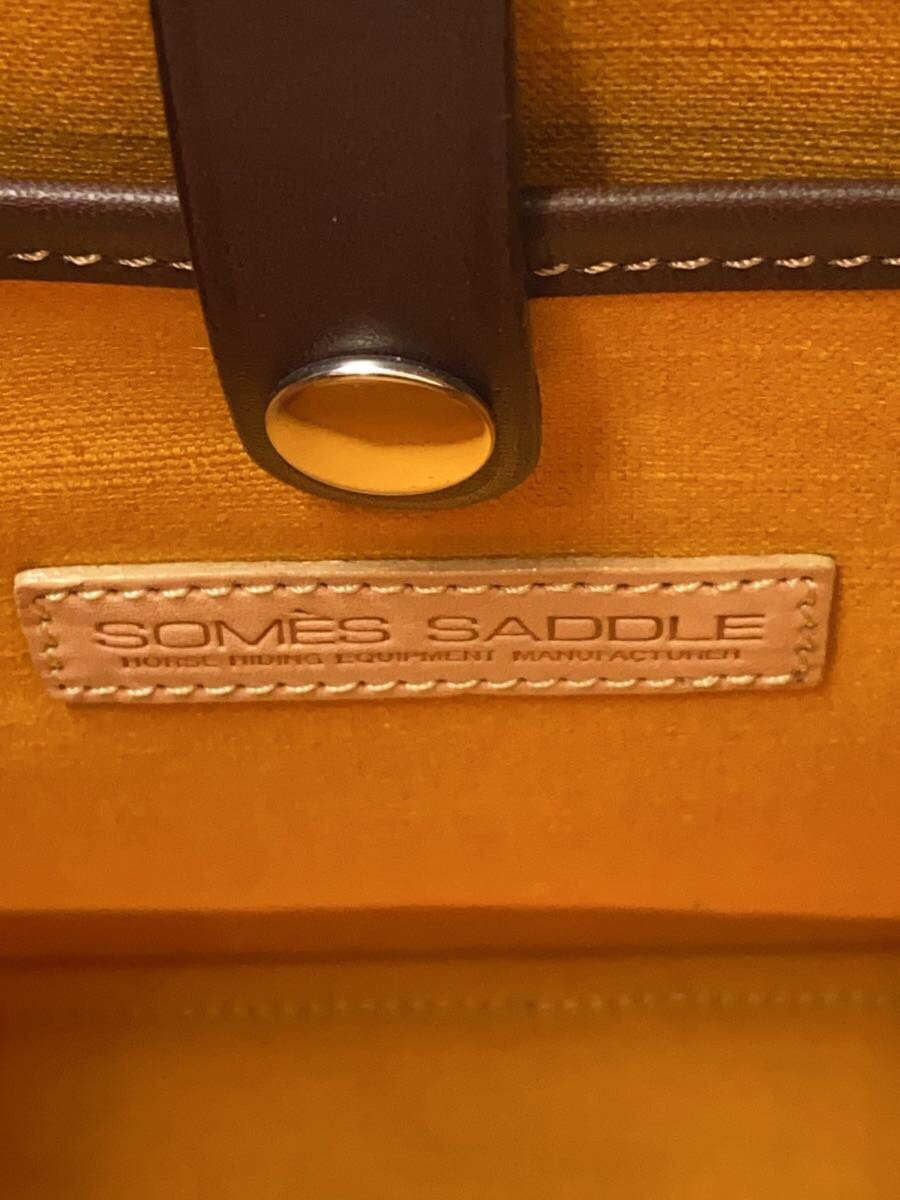 SOMÈS SADDLE
HORSE RIDING EQUIPMENT MANUFACTURER